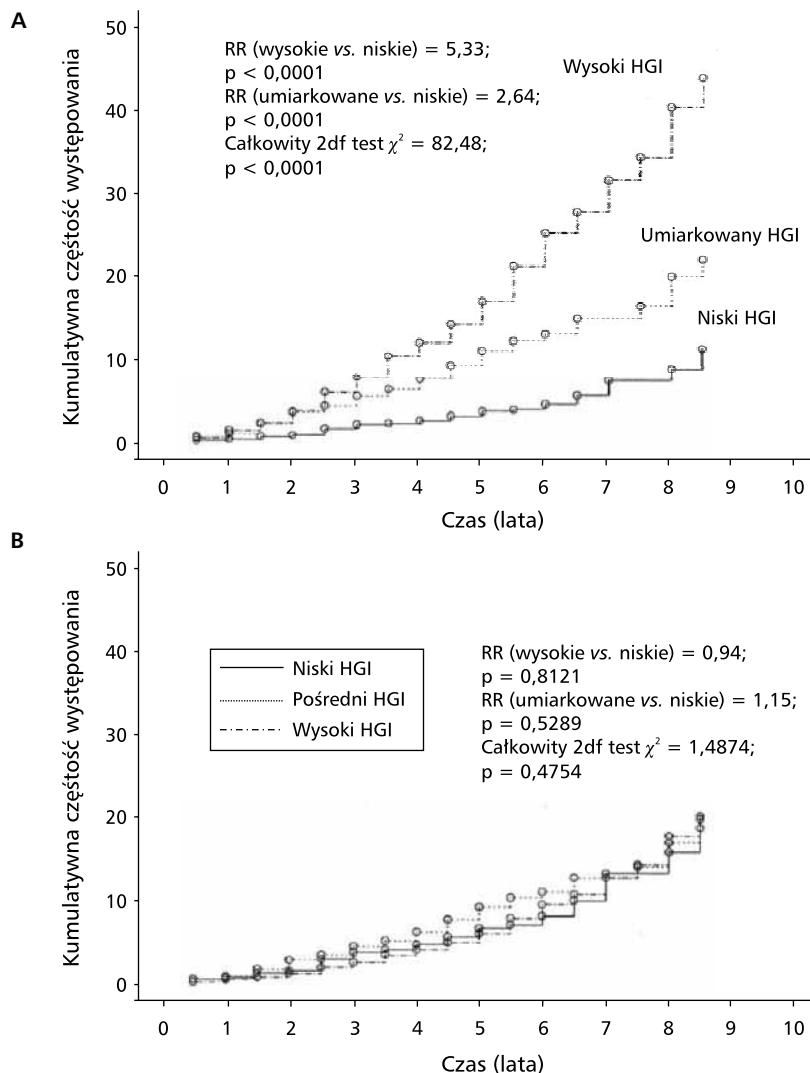 A
50
40
30
20
10
0
Kumulatywna częstość występowania
RR (wysokie vs. niskie) = 5,33;
p < 0,0001
RR (umiarkowane vs. niskie) = 2,64;
p < 0,0001
Całkowity 2df test χ² = 82,48;
p < 0,0001
Wysoki HGI
Umiarkowany HGI
Niski HGI
0 1 2 3 4 5 6 7 8 9 10
Czas (lata)
B
50
40
30
20
10
0
Kumulatywna częstość występowania
Niski HGI
Pośredni HGI
Wysoki HGI
RR (wysokie vs. niskie) = 0,94;
p = 0,8121
RR (umiarkowane vs. niskie) = 1,15;
p = 0,5289
Całkowity 2df test χ² = 1,4874;
p = 0,4754
0 1 2 3 4 5 6 7 8 9 10
Czas (lata)